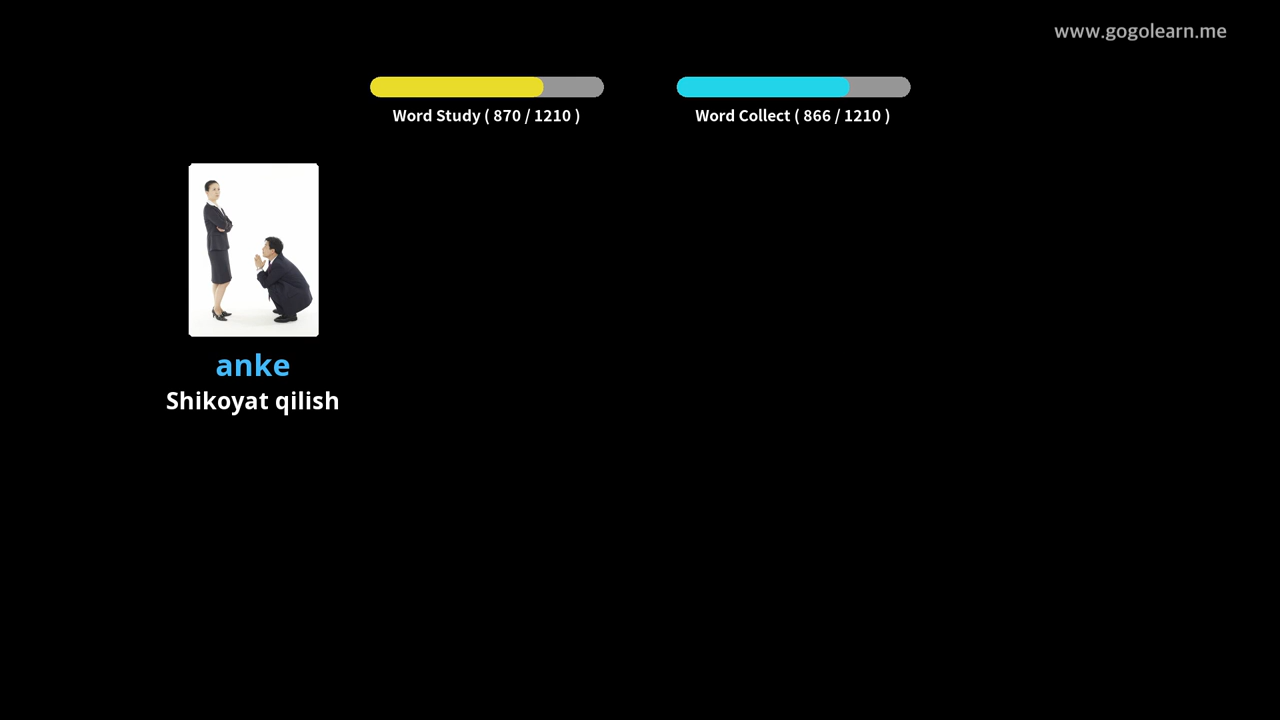 www.gogolearn.me
Word Study ( 870 / 1210 )
Word Collect ( 866 / 1210 )
anke
Shikoyat qilish